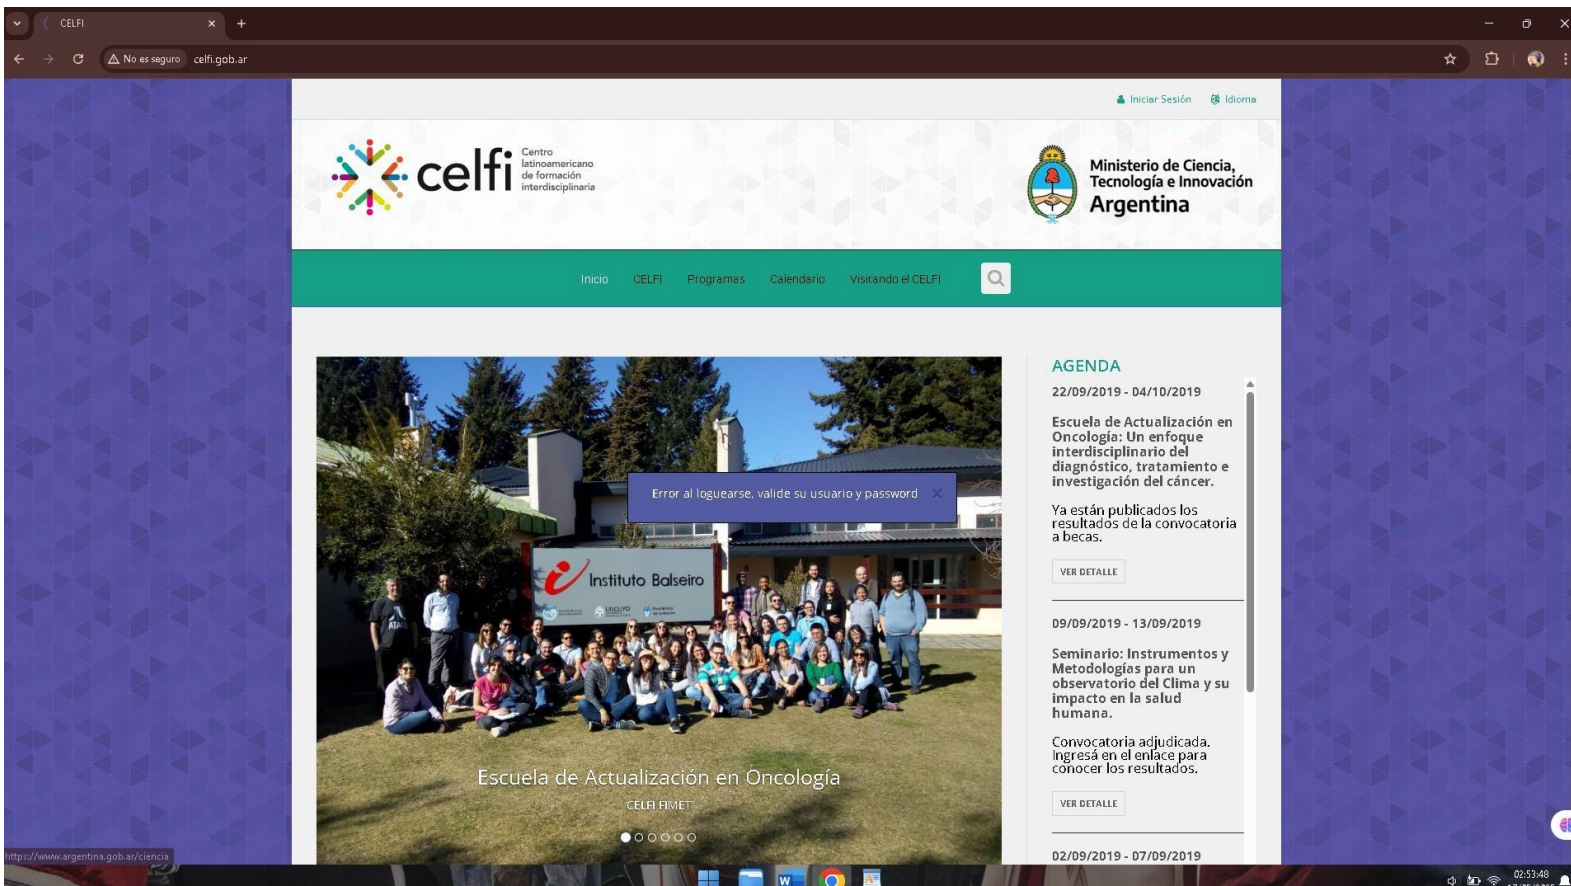 CELFI
No es seguro celfi.gob.ar
Iniciar Sesión Idioma
celfi
Centro
latinoamericano
de formación
interdisciplinaria
Ministerio de Ciencia,
Tecnología e Innovación
Argentina
Inicio CELFI Programas Calendario Visitando el CELFI
Error al loguearse, valide su usuario y password
Instituto Balseiro
UNCUYO
ATARI
Escuela de Actualización en Oncología
CELFI FIMET
AGENDA
22/09/2019 - 04/10/2019
Escuela de Actualización en
Oncología: Un enfoque
interdisciplinario del
diagnóstico, tratamiento e
investigación del cáncer.
Ya están publicados los
resultados de la convocatoria
a becas.
VER DETALLE
09/09/2019 - 13/09/2019
Seminario: Instrumentos y
Metodologías para un
observatorio del Clima y su
impacto en la salud
humana.
Convocatoria adjudicada.
Ingresá en el enlace para
conocer los resultados.
VER DETALLE
02/09/2019 - 07/09/2019
https://www.argentina.gob.ar/ciencia
02:53:48